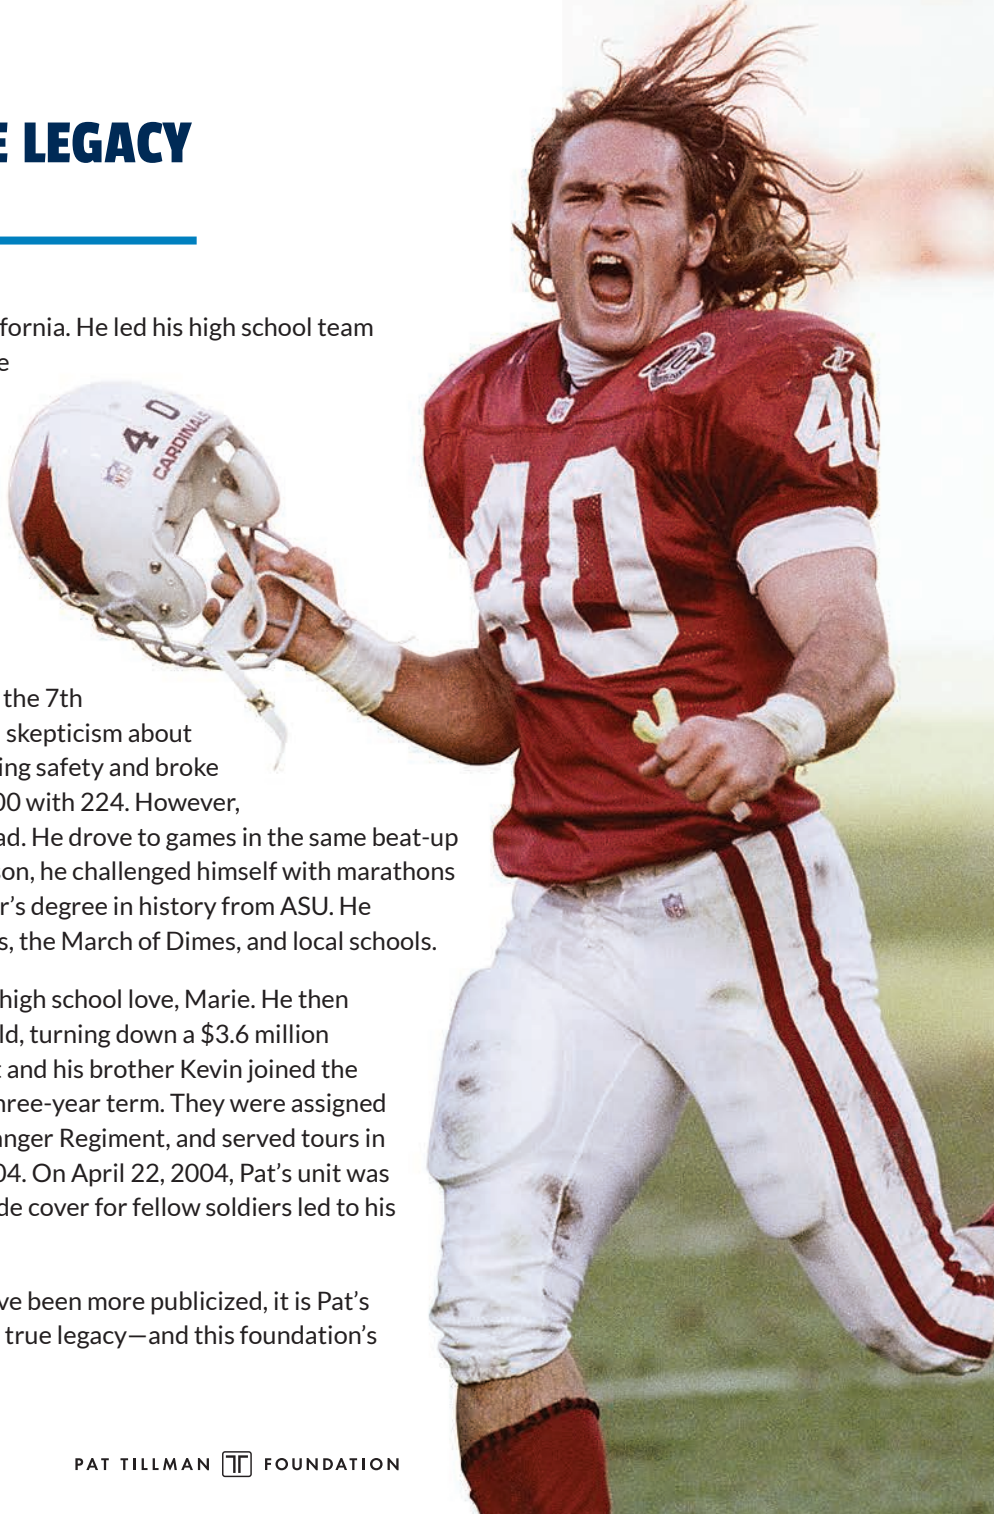 E LEGACY
fornia. He led his high school team
e
4 0
CARDINALS
NFL
40
40
the 7th
skepticism about
ing safety and broke
00 with 224. However,
ad. He drove to games in the same beat-up
son, he challenged himself with marathons
r’s degree in history from ASU. He
s, the March of Dimes, and local schools.
high school love, Marie. He then
ld, turning down a $3.6 million
t and his brother Kevin joined the
hree-year term. They were assigned
anger Regiment, and served tours in
04. On April 22, 2004, Pat’s unit was
de cover for fellow soldiers led to his
ve been more publicized, it is Pat’s
true legacy—and this foundation’s
PAT TILLMAN FOUNDATION